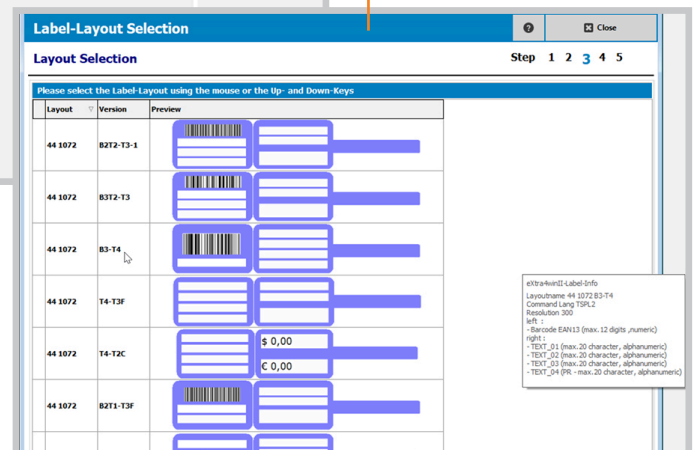 Label-Layout Selection
Close
Layout Selection
Step 1 2 3 4 5
Please select the Label-Layout using the mouse or the Up- and Down-Keys
Layout Version Preview
44 1072 B2T2-T3-1
44 1072 B3T2-T3
44 1072 B3-T4
44 1072 T4-T3F
$ 0,00
44 1072 T4-T2C
€ 0,00
44 1072 B2T1-T3F
eXtra4winII-Label-Info
Layoutname 44 1072 B3-T4
Command Lang TSPL2
Resolution 300
left :
- Barcode EAN13 (max. 12 digits ,numeric)
right :
- TEXT_01 (max.20 character, alphanumeric)
- TEXT_02 (max.20 character, alphanumeric)
- TEXT_03 (max.20 character, alphanumeric)
- TEXT_04 (PR - max.20 character, alphanumeric)